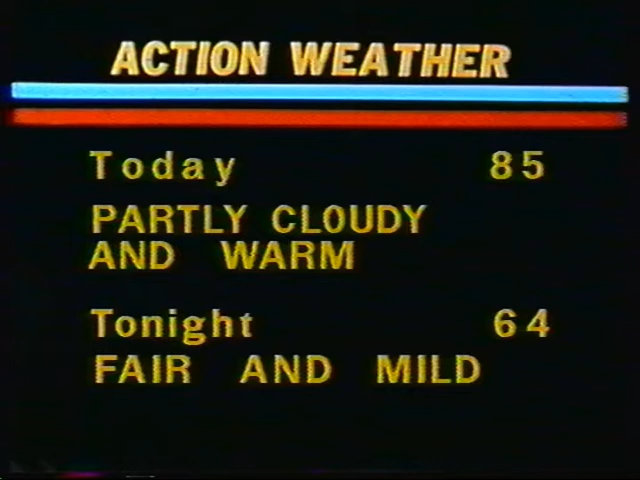 ACTION WEATHER
Today 85
PARTLY CLOUDY
AND WARM
Tonight 64
FAIR AND MILD